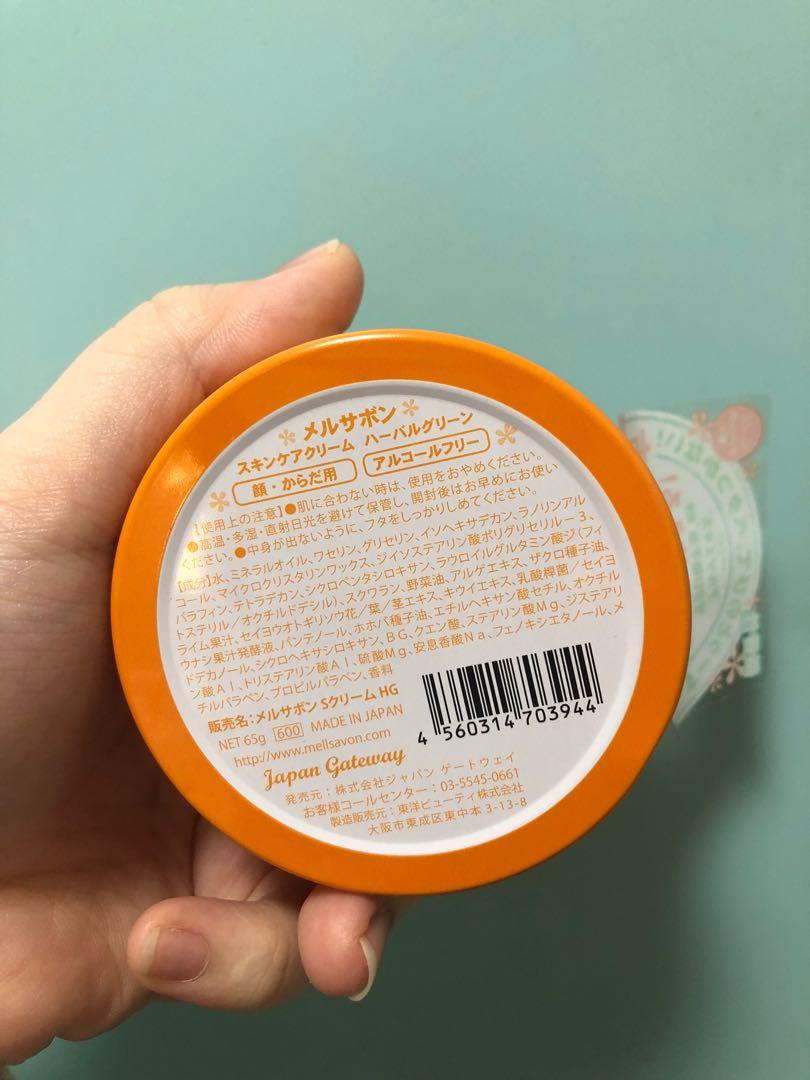 メルサボン
スキンケアクリーム ハーバルグリーン
顔・からだ用 アルコールフリー
【使用上の注意】●肌に合わない時は、使用をおやめください。
●高温・多湿・直射日光を避けて保管し、開封後はお早めにお使い
ください。●中身が出ないように、フタをしっかりしめてください。
【成分】水、ミネラルオイル、ワセリン、グリセリン、イソヘキサデカン、ラノリンアル
コール、マイクロクリスタリンワックス、ジイソステアリン酸ポリグリセリル-3、
パラフィン、テトラデカン、シクロペンタシロキサン、ラウロイルグルタミン酸ジ(フィ
トステリル/オクチルドデシル)、スクワラン、野菜油、アルゲエキス、ザクロ種子油、
ライム果汁、セイヨウオトギリソウ花/葉/茎エキス、キウイエキス、乳酸桿菌/セイヨ
ウナシ果汁発酵液、パンテノール、ホホバ種子油、エチルヘキサン酸セチル、オクチル
ドデカノール、シクロヘキサシロキサン、BG、クエン酸、ステアリン酸Mg、ジステアリ
ン酸Al、トリステアリン酸Al、硫酸Mg、安息香酸Na、フェノキシエタノール、メ
チルパラベン、プロピルパラベン、香料
販売名:メルサボン SクリームHG
NET 65g 600 MADE IN JAPAN
http://www.mellsavon.com
4 560314 703944
Japan Gateway
発売元:株式会社ジャパン ゲートウェイ
お客様コールセンター:03-5545-0661
製造販売元:東洋ビューティ株式会社
大阪市東成区東中本3-13-8